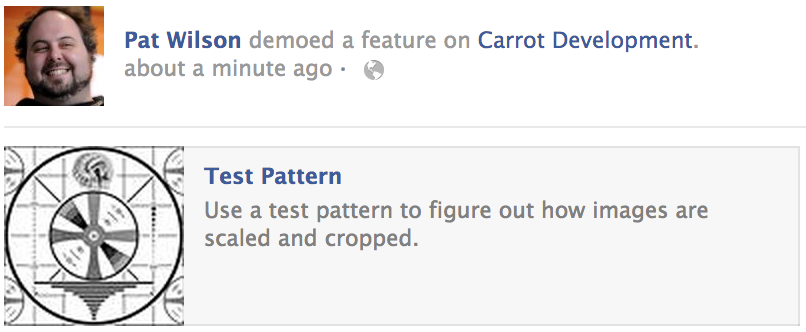 Pat Wilson demoed a feature on Carrot Development.
about a minute ago ·
Test Pattern
Use a test pattern to figure out how images are
scaled and cropped.